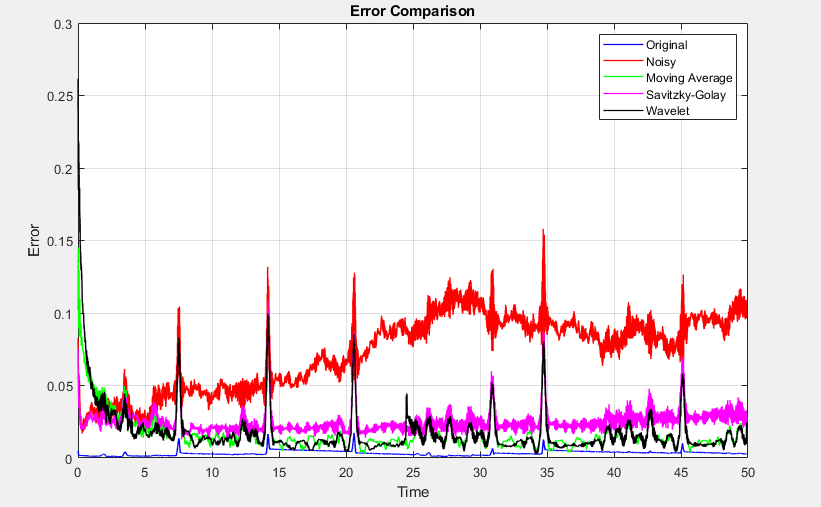 Error Comparison
0.3
0.25
0.2
0.15
0.1
0.05
0
Error
Original
Noisy
Moving Average
Savitzky-Golay
Wavelet
0 5 10 15 20 25 30 35 40 45 50
Time